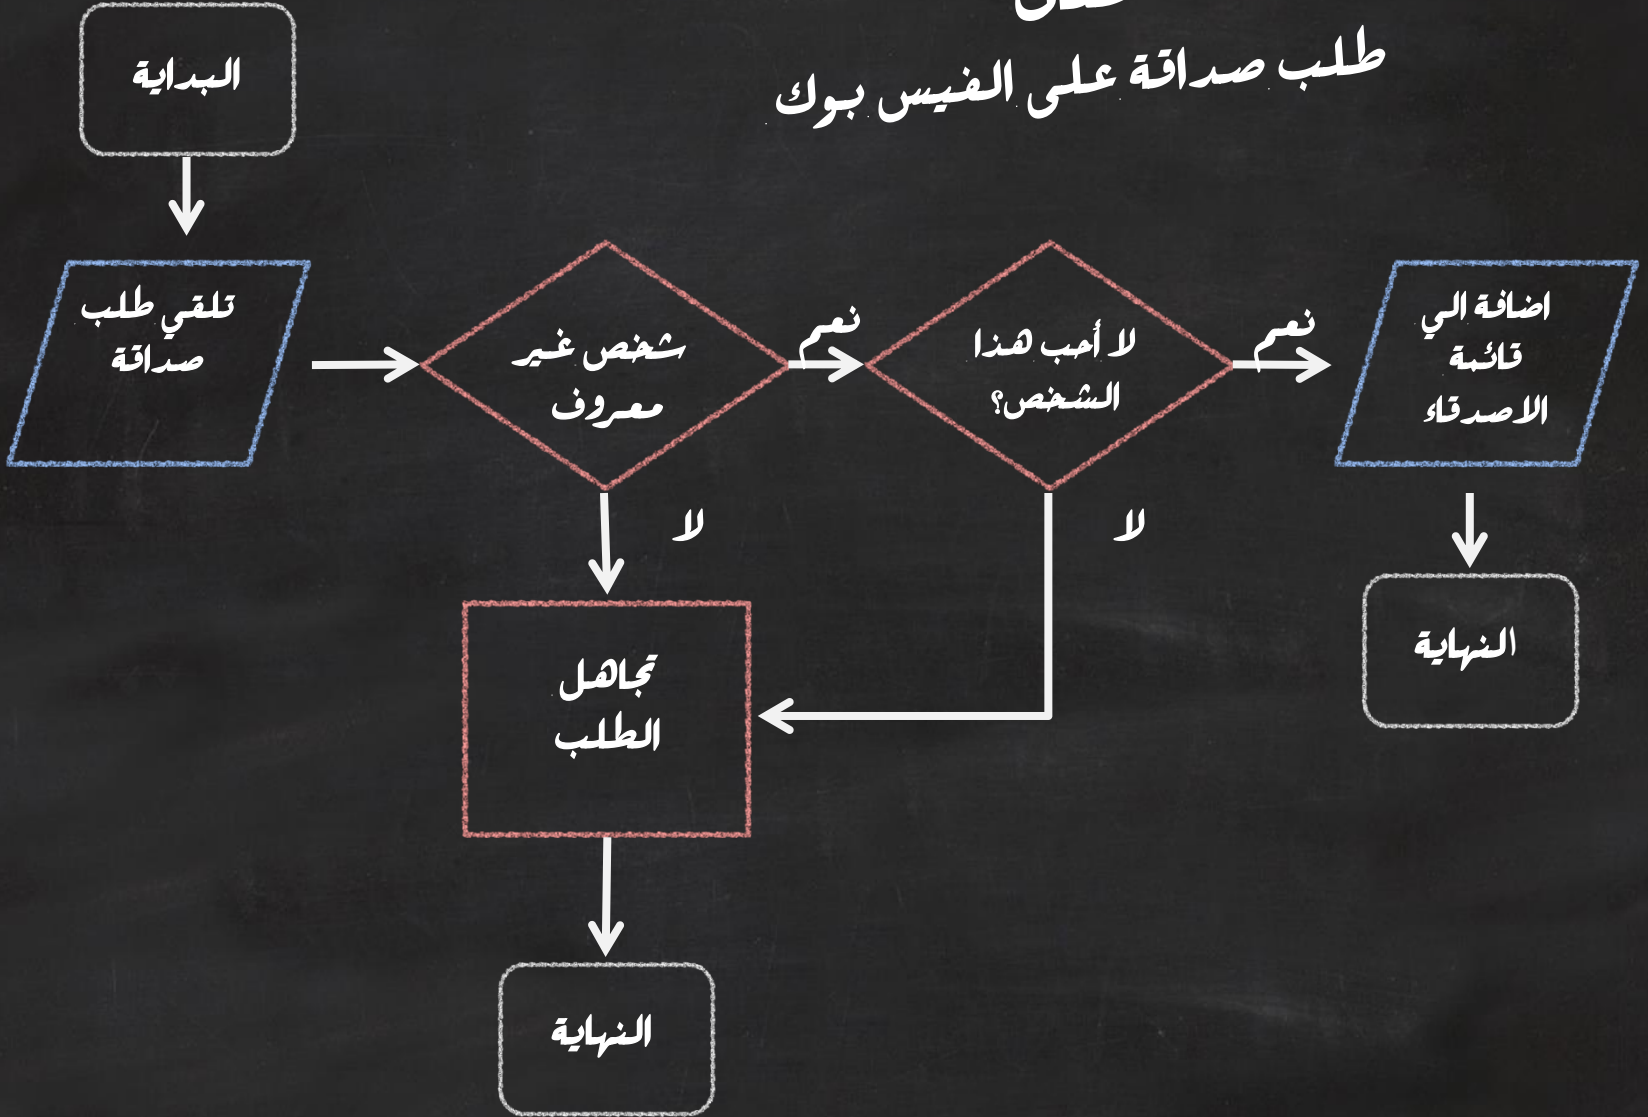 طلب صداقة على الفيس بوك
البداية
تلقي طلب
صداقة
شخص غير
معروف
نعم
لا أحب هذا
الشخص؟
نعم
اضافة الي
قائمة
الاصدقاء
لا
لا
تجاهل
الطلب
النهاية
النهاية